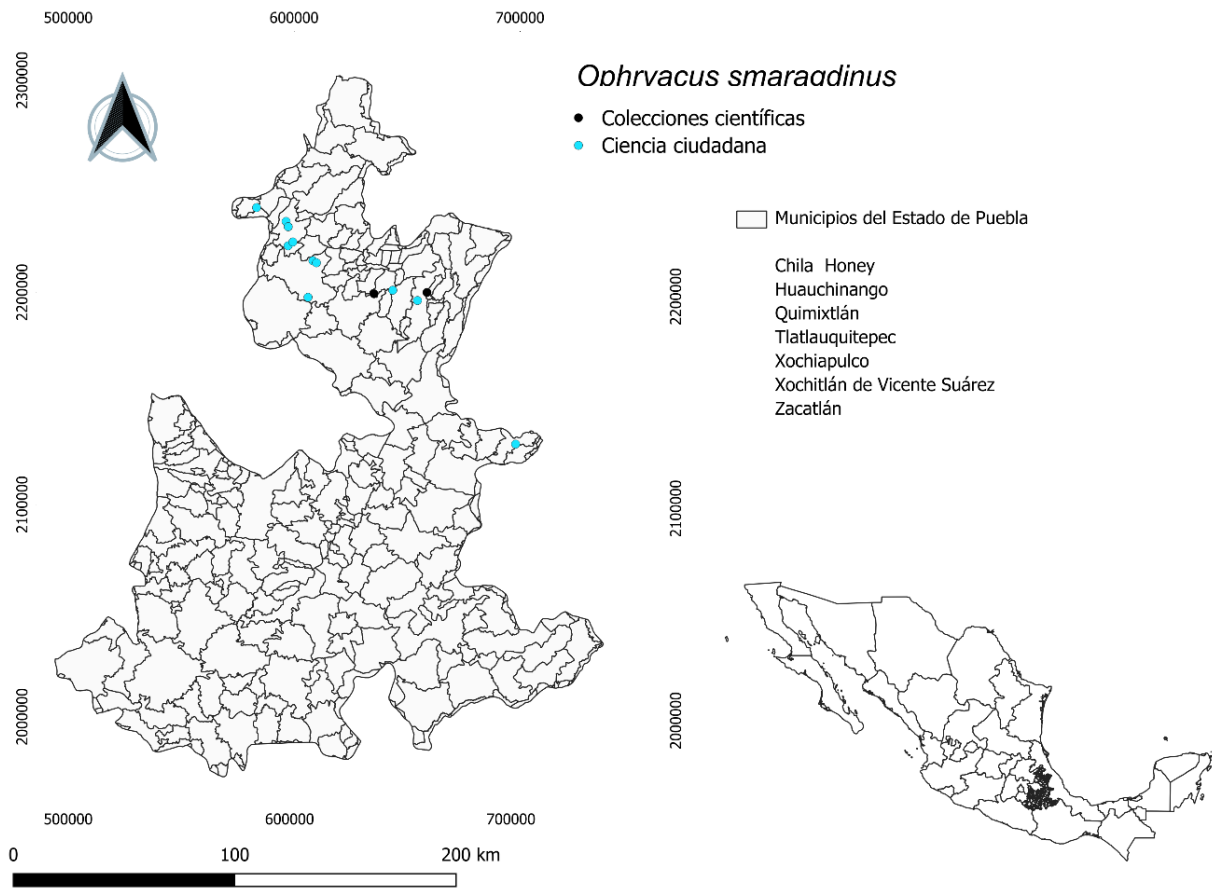 500000 600000 700000
2300000
Ophryacus smaragdinus
Colecciones científicas
Ciencia ciudadana
Municipios del Estado de Puebla
Chila Honey
Huauchinango
Quimixtlán
Tlatlauquitepec
Xochiapulco
Xochitlán de Vicente Suárez
Zacatlán
2200000 2200000
2100000 2100000
2000000 2000000
500000 600000 700000
0 100 200 km